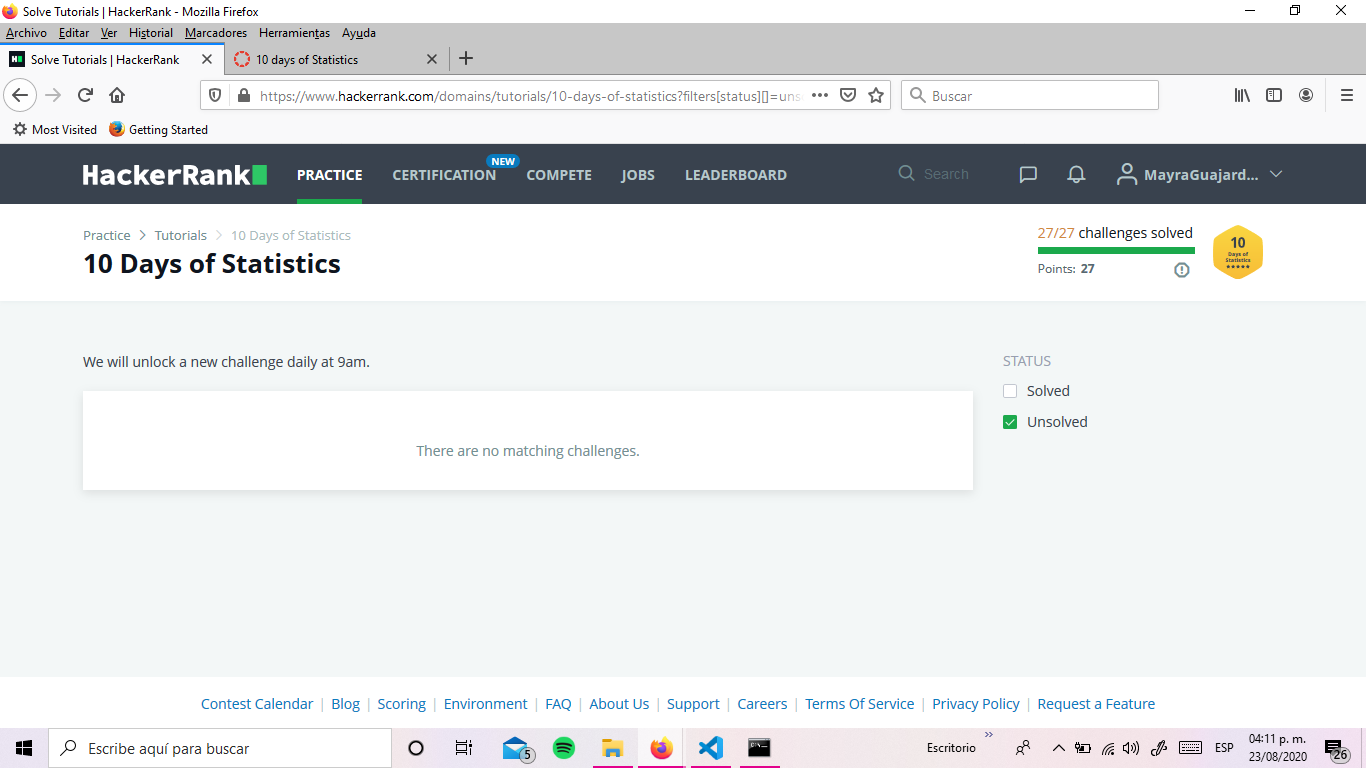 Solve Tutorials | HackerRank - Mozilla Firefox
Archivo Editar Ver Historial Marcadores Herramientas Ayuda
Solve Tutorials | HackerRank 10 days of Statistics
https://www.hackerrank.com/domains/tutorials/10-days-of-statistics?filters[status][]=uns Buscar
Most Visited Getting Started
HackerRank PRACTICE CERTIFICATION NEW COMPETE JOBS LEADERBOARD Search MayraGuajard...
Practice Tutorials 10 Days of Statistics
10 Days of Statistics
27/27 challenges solved
Points: 27
10
Days of
Statistics
We will unlock a new challenge daily at 9am.
There are no matching challenges.
STATUS
Solved
Unsolved
Contest Calendar | Blog | Scoring | Environment | FAQ | About Us | Support | Careers | Terms Of Service | Privacy Policy | Request a Feature
Escribe aquí para buscar 5 Escritorio ESP 04:11 p. m.
23/08/2020 26